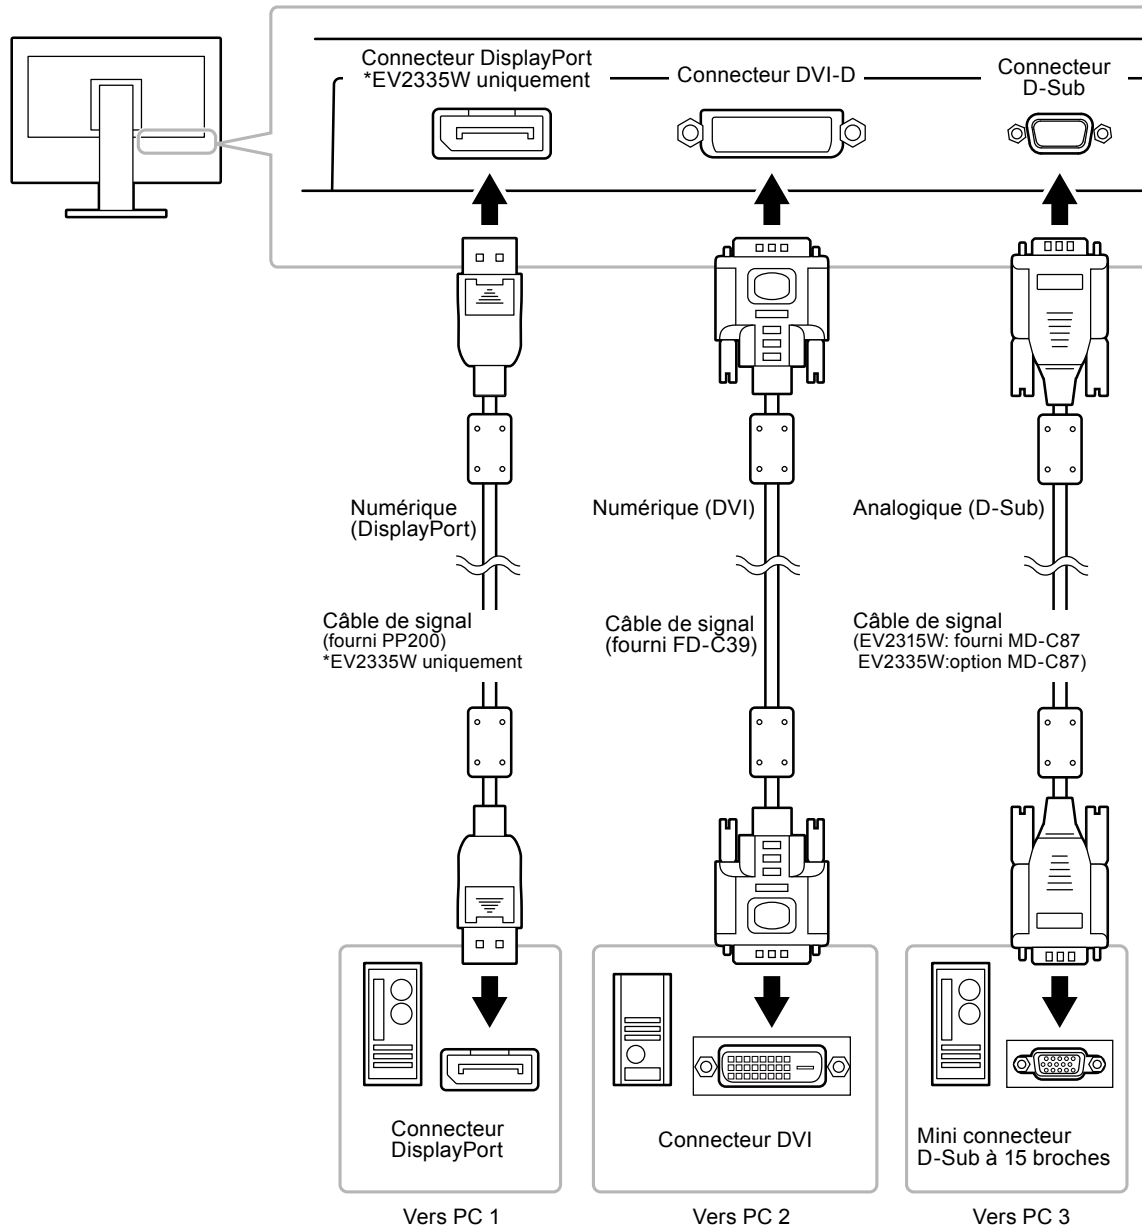 Connecteur DisplayPort
*EV2335W uniquement
Connecteur DVI-D
Connecteur
D-Sub
Numérique
(DisplayPort)
Numérique (DVI)
Analogique (D-Sub)
Câble de signal
(fourni PP200)
*EV2335W uniquement
Câble de signal
(fourni FD-C39)
Câble de signal
(EV2315W: fourni MD-C87
EV2335W:option MD-C87)
Connecteur
DisplayPort
Connecteur DVI
Mini connecteur
D-Sub à 15 broches
Vers PC 1
Vers PC 2
Vers PC 3